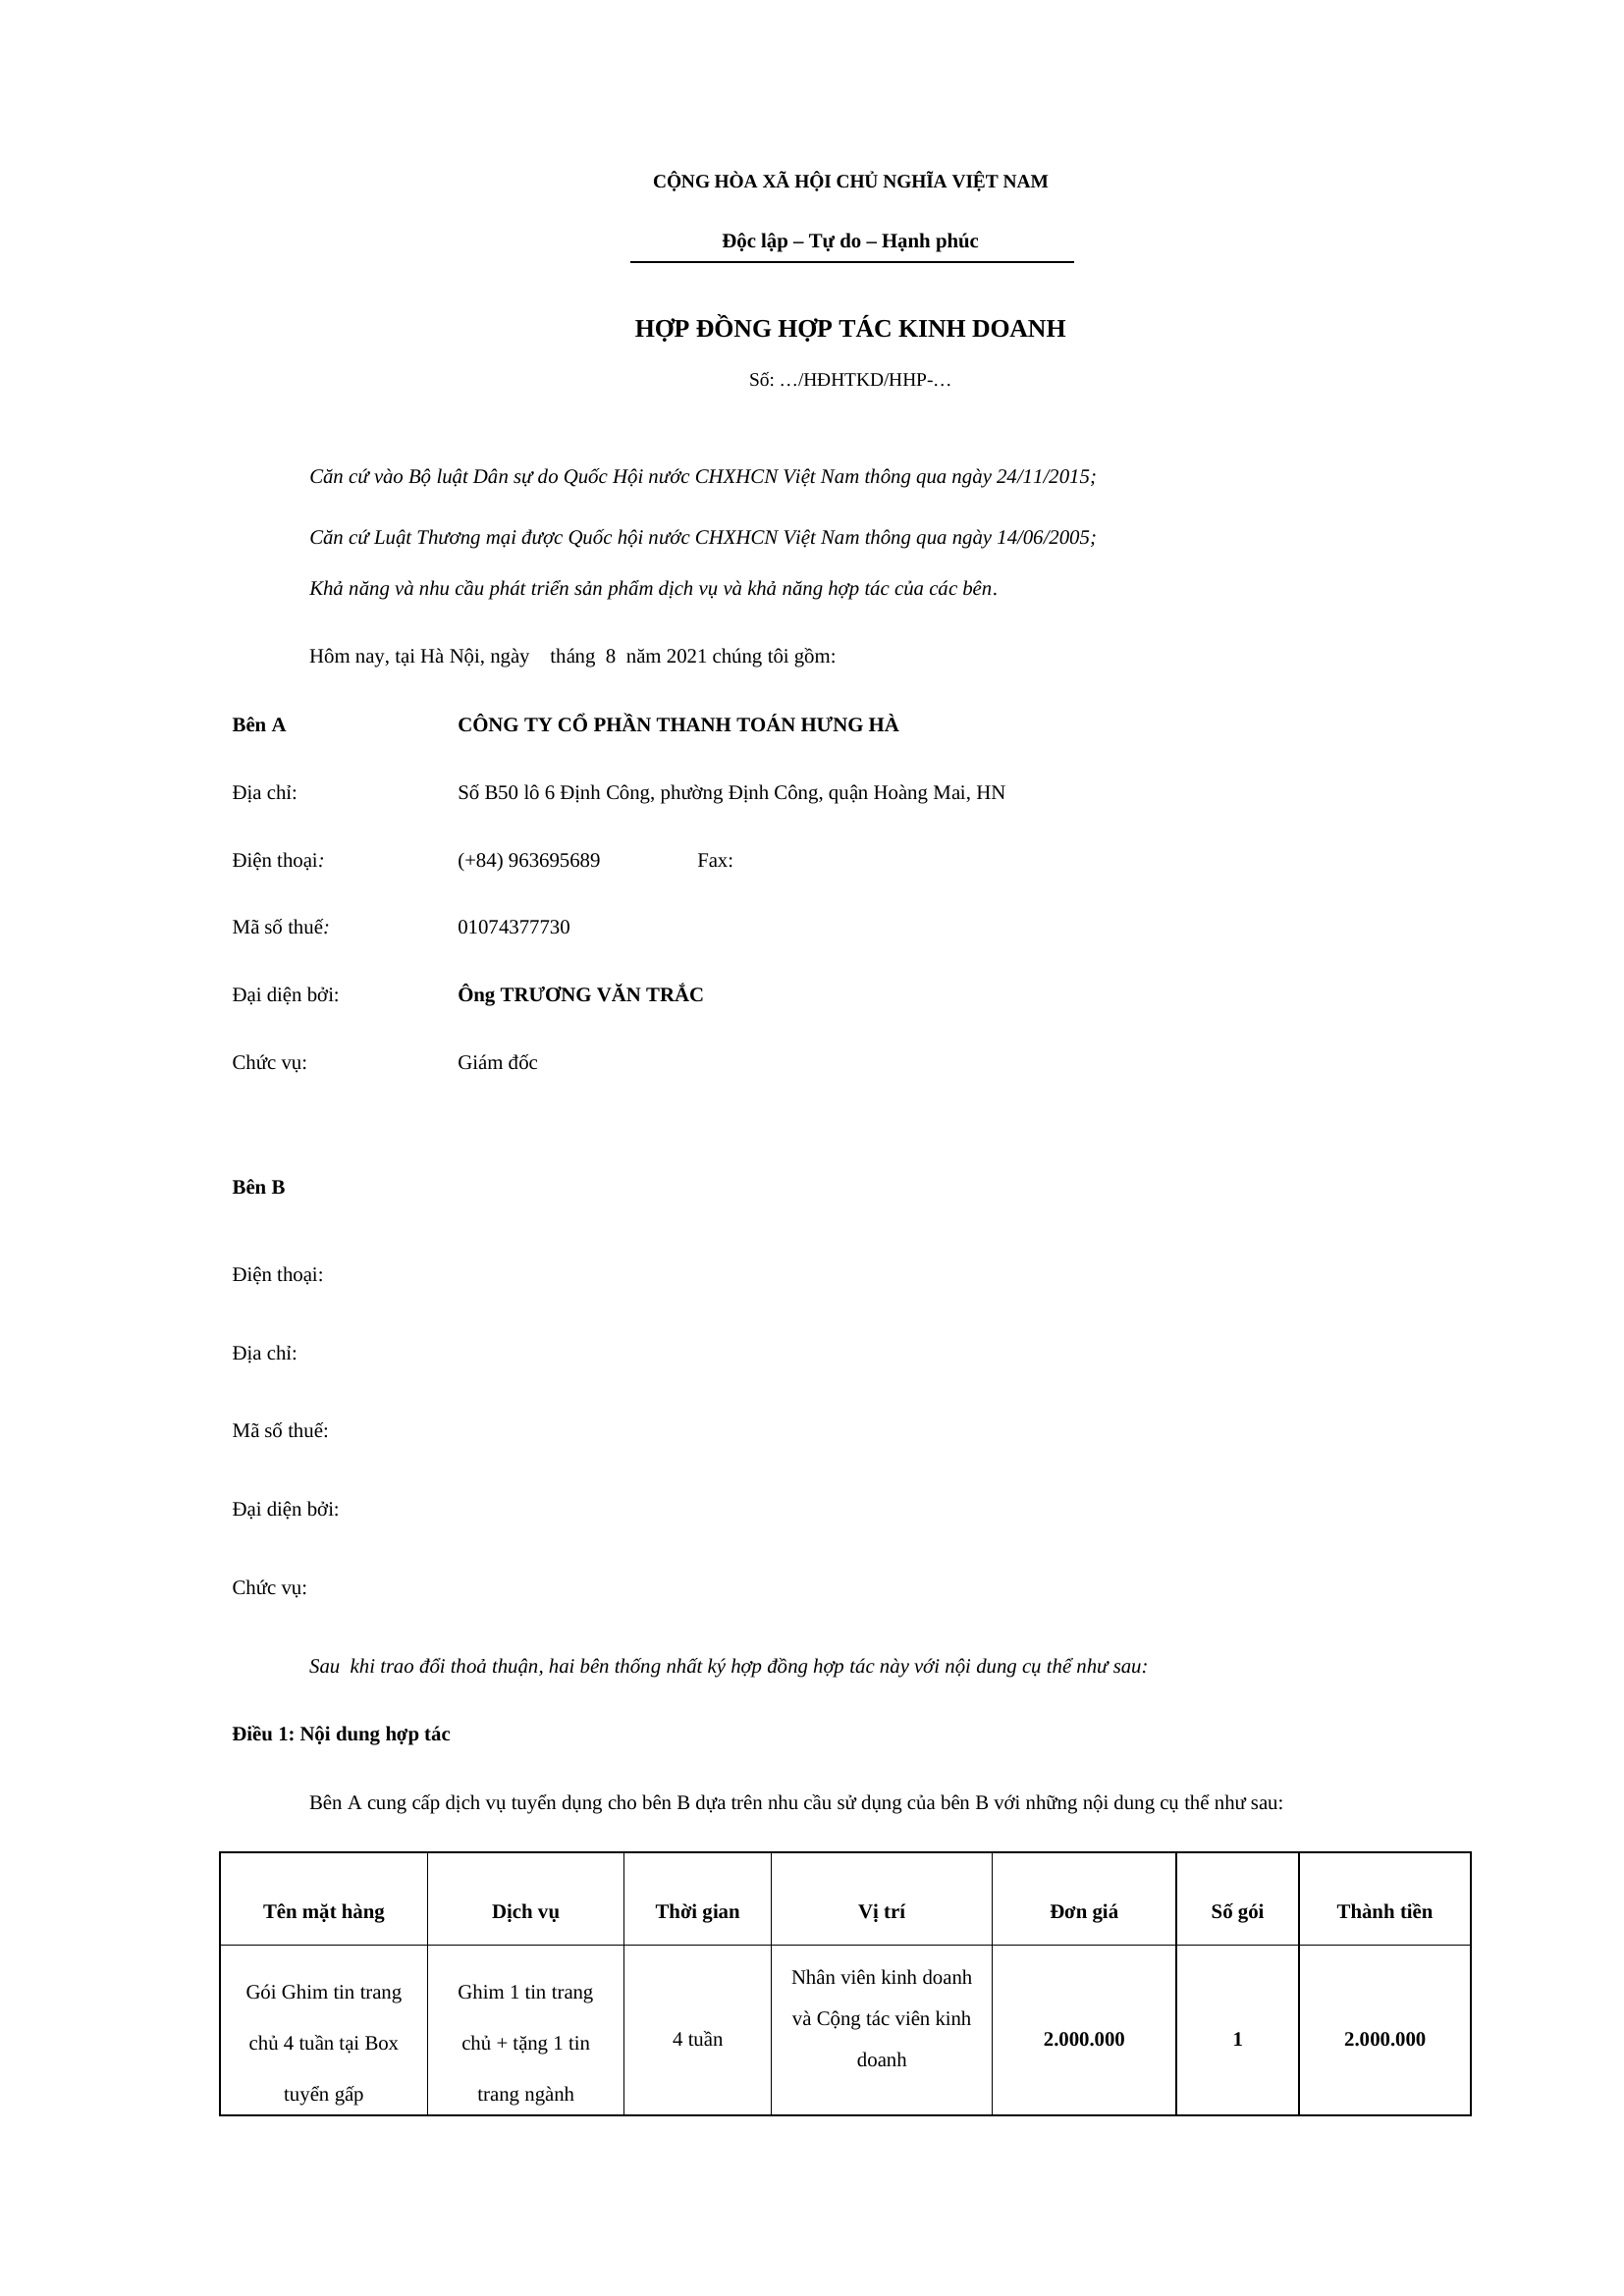 CỘNG HÒA XÃ HỘI CHỦ NGHĨA VIỆT NAM
Độc lập – Tự do – Hạnh phúc
HỢP ĐỒNG HỢP TÁC KINH DOANH
Số: …/HĐHTKD/HHP-…
Căn cứ vào Bộ luật Dân sự do Quốc Hội nước CHXHCN Việt Nam thông qua ngày 24/11/2015;
Căn cứ Luật Thương mại được Quốc hội nước CHXHCN Việt Nam thông qua ngày 14/06/2005;
Khả năng và nhu cầu phát triển sản phẩm dịch vụ và khả năng hợp tác của các bên.
Hôm nay, tại Hà Nội, ngày    tháng  8  năm 2021 chúng tôi gồm:
Bên A CÔNG TY CỔ PHẦN THANH TOÁN HƯNG HÀ
Địa chỉ: Số B50 lô 6 Định Công, phường Định Công, quận Hoàng Mai, HN
Điện thoại: (+84) 963695689 Fax:
Mã số thuế: 01074377730
Đại diện bởi: Ông TRƯƠNG VĂN TRẮC
Chức vụ: Giám đốc
Bên B
Điện thoại:
Địa chỉ:
Mã số thuế:
Đại diện bởi:
Chức vụ:
Sau  khi trao đổi thoả thuận, hai bên thống nhất ký hợp đồng hợp tác này với nội dung cụ thể như sau:
Điều 1: Nội dung hợp tác
Bên A cung cấp dịch vụ tuyển dụng cho bên B dựa trên nhu cầu sử dụng của bên B với những nội dung cụ thể như sau:
Tên mặt hàng Dịch vụ Thời gian Vị trí Đơn giá Số gói Thành tiền
Gói Ghim tin trang
chủ 4 tuần tại Box
tuyển gấp
Ghim 1 tin trang
chủ + tặng 1 tin
trang ngành
4 tuần
Nhân viên kinh doanh
và Cộng tác viên kinh
doanh
2.000.000
1
2.000.000